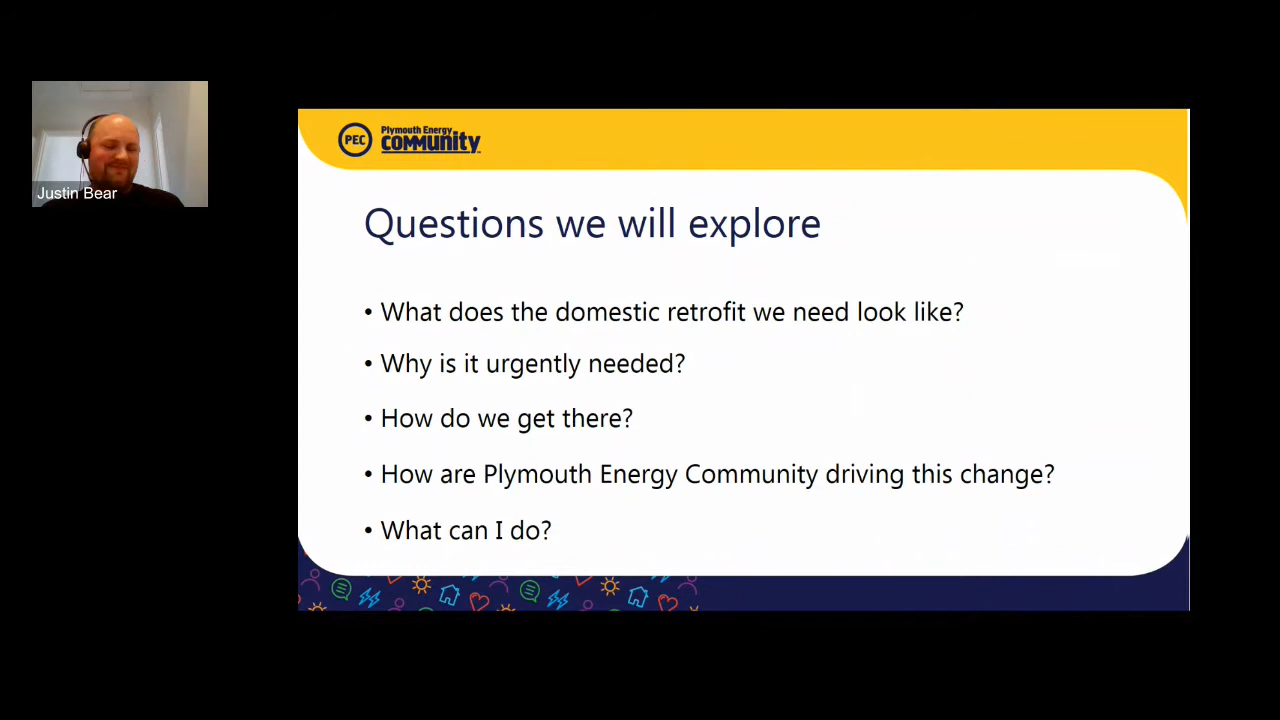 Justin Bear
PEC
Plymouth Energy
community
Questions we will explore
• What does the domestic retrofit we need look like?
• Why is it urgently needed?
• How do we get there?
• How are Plymouth Energy Community driving this change?
• What can I do?